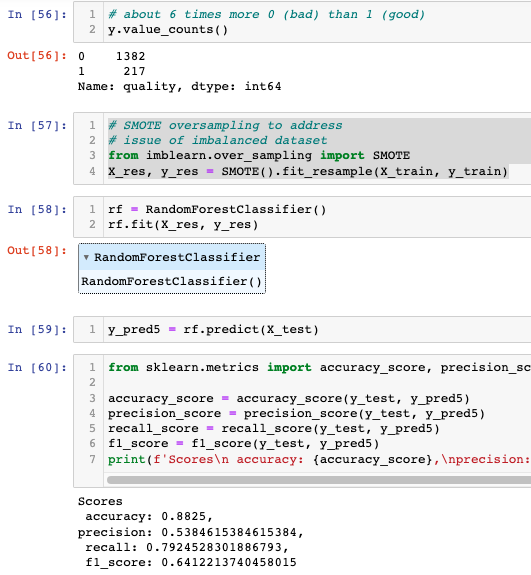 In [56]:
1 # about 6 times more 0 (bad) than 1 (good)
2 y.value_counts()
Out[56]:
0    1382
1     217
Name: quality, dtype: int64
In [57]:
1 # SMOTE oversampling to address
2 # issue of imbalanced dataset
3 from imblearn.over_sampling import SMOTE
4 X_res, y_res = SMOTE().fit_resample(X_train, y_train)
In [58]:
1 rf = RandomForestClassifier()
2 rf.fit(X_res, y_res)
Out[58]:
▾ RandomForestClassifier
RandomForestClassifier()
In [59]:
1 y_pred5 = rf.predict(X_test)
In [60]:
1 from sklearn.metrics import accuracy_score, precision_sc
2
3 accuracy_score = accuracy_score(y_test, y_pred5)
4 precision_score = precision_score(y_test, y_pred5)
5 recall_score = recall_score(y_test, y_pred5)
6 f1_score = f1_score(y_test, y_pred5)
7 print(f'Scores\n accuracy: {accuracy_score},\nprecision:
Scores
 accuracy: 0.8825,
precision: 0.5384615384615384,
 recall: 0.7924528301886793,
 f1_score: 0.6412213740458015